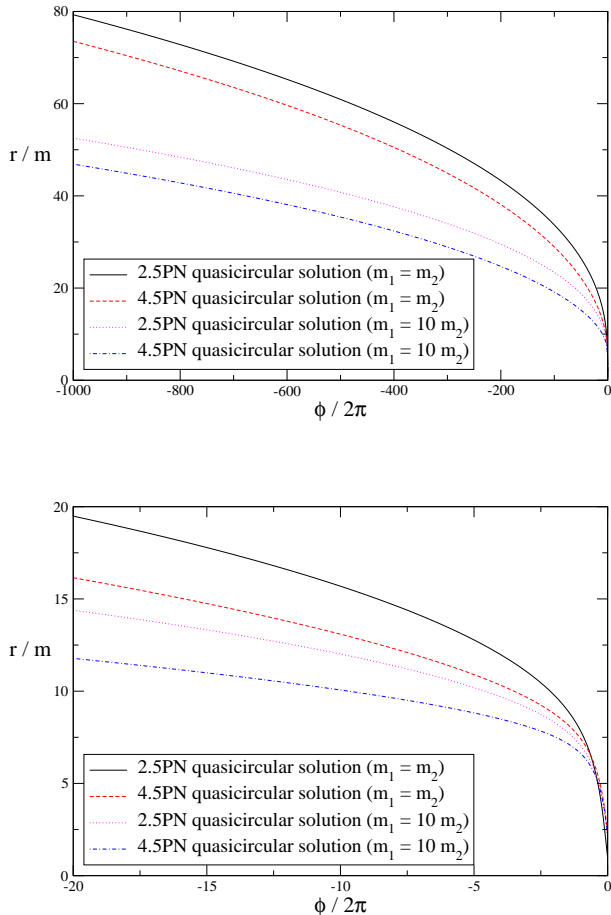 80
60
r / m
40
20
0
2.5PN quasicircular solution (m₁ = m₂)
4.5PN quasicircular solution (m₁ = m₂)
2.5PN quasicircular solution (m₁ = 10 m₂)
4.5PN quasicircular solution (m₁ = 10 m₂)
-1000 -800 -600 -400 -200 0
ϕ / 2π
20
15
r / m
10
5
0
2.5PN quasicircular solution (m₁ = m₂)
4.5PN quasicircular solution (m₁ = m₂)
2.5PN quasicircular solution (m₁ = 10 m₂)
4.5PN quasicircular solution (m₁ = 10 m₂)
-20 -15 -10 -5 0
ϕ / 2π